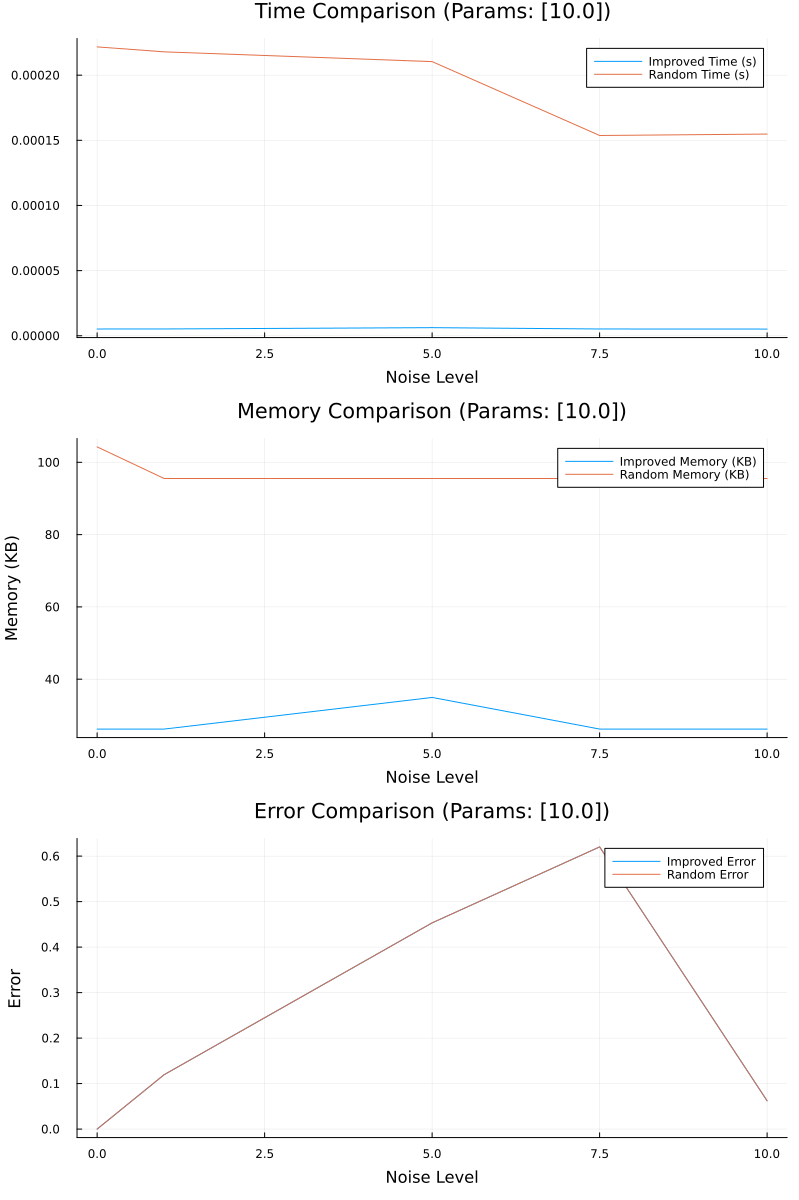 Time Comparison (Params: [10.0])
Improved Time (s)
Random Time (s)
0.00020
0.00015
0.00010
0.00005
0.00000
0.0 2.5 5.0 7.5 10.0
Noise Level
Memory Comparison (Params: [10.0])
Improved Memory (KB)
Random Memory (KB)
Memory (KB)
100
80
60
40
0.0 2.5 5.0 7.5 10.0
Noise Level
Error Comparison (Params: [10.0])
Improved Error
Random Error
Error
0.6
0.5
0.4
0.3
0.2
0.1
0.0
0.0 2.5 5.0 7.5 10.0
Noise Level